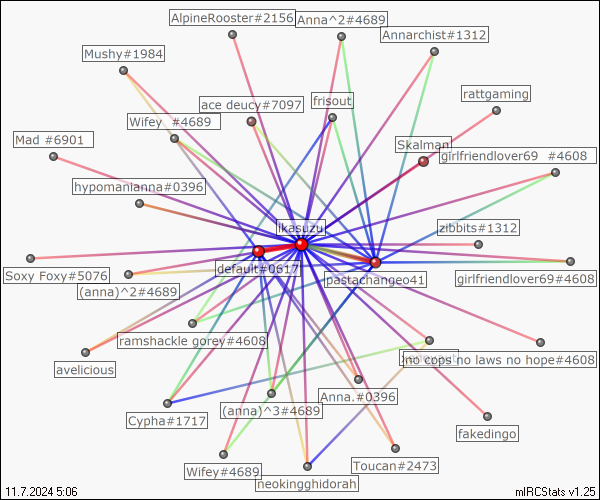 AlpineRooster#2156
Anna^2#4689
Annarchist#1312
Mushy#1984
rattgaming
ace deucy#7097
frisout
Wifey_#4689
Mad #6901
Skalman
girlfriendlover69 #4608
hypomanianna#0396
ikasuzu
zibbits#1312
Soxy Foxy#5076
default#0617
pastachangeo41
girlfriendlover69#4608
(anna)^2#4689
ramshackle gorey#4608
avelicious
no cops no laws no hope#4608
Anna.#0396
Cypha#1717
(anna)^3#4689
fakedingo
Wifey#4689
Toucan#2473
neokingghidorah
11.7.2024 5:06
mIRCStats v1.25